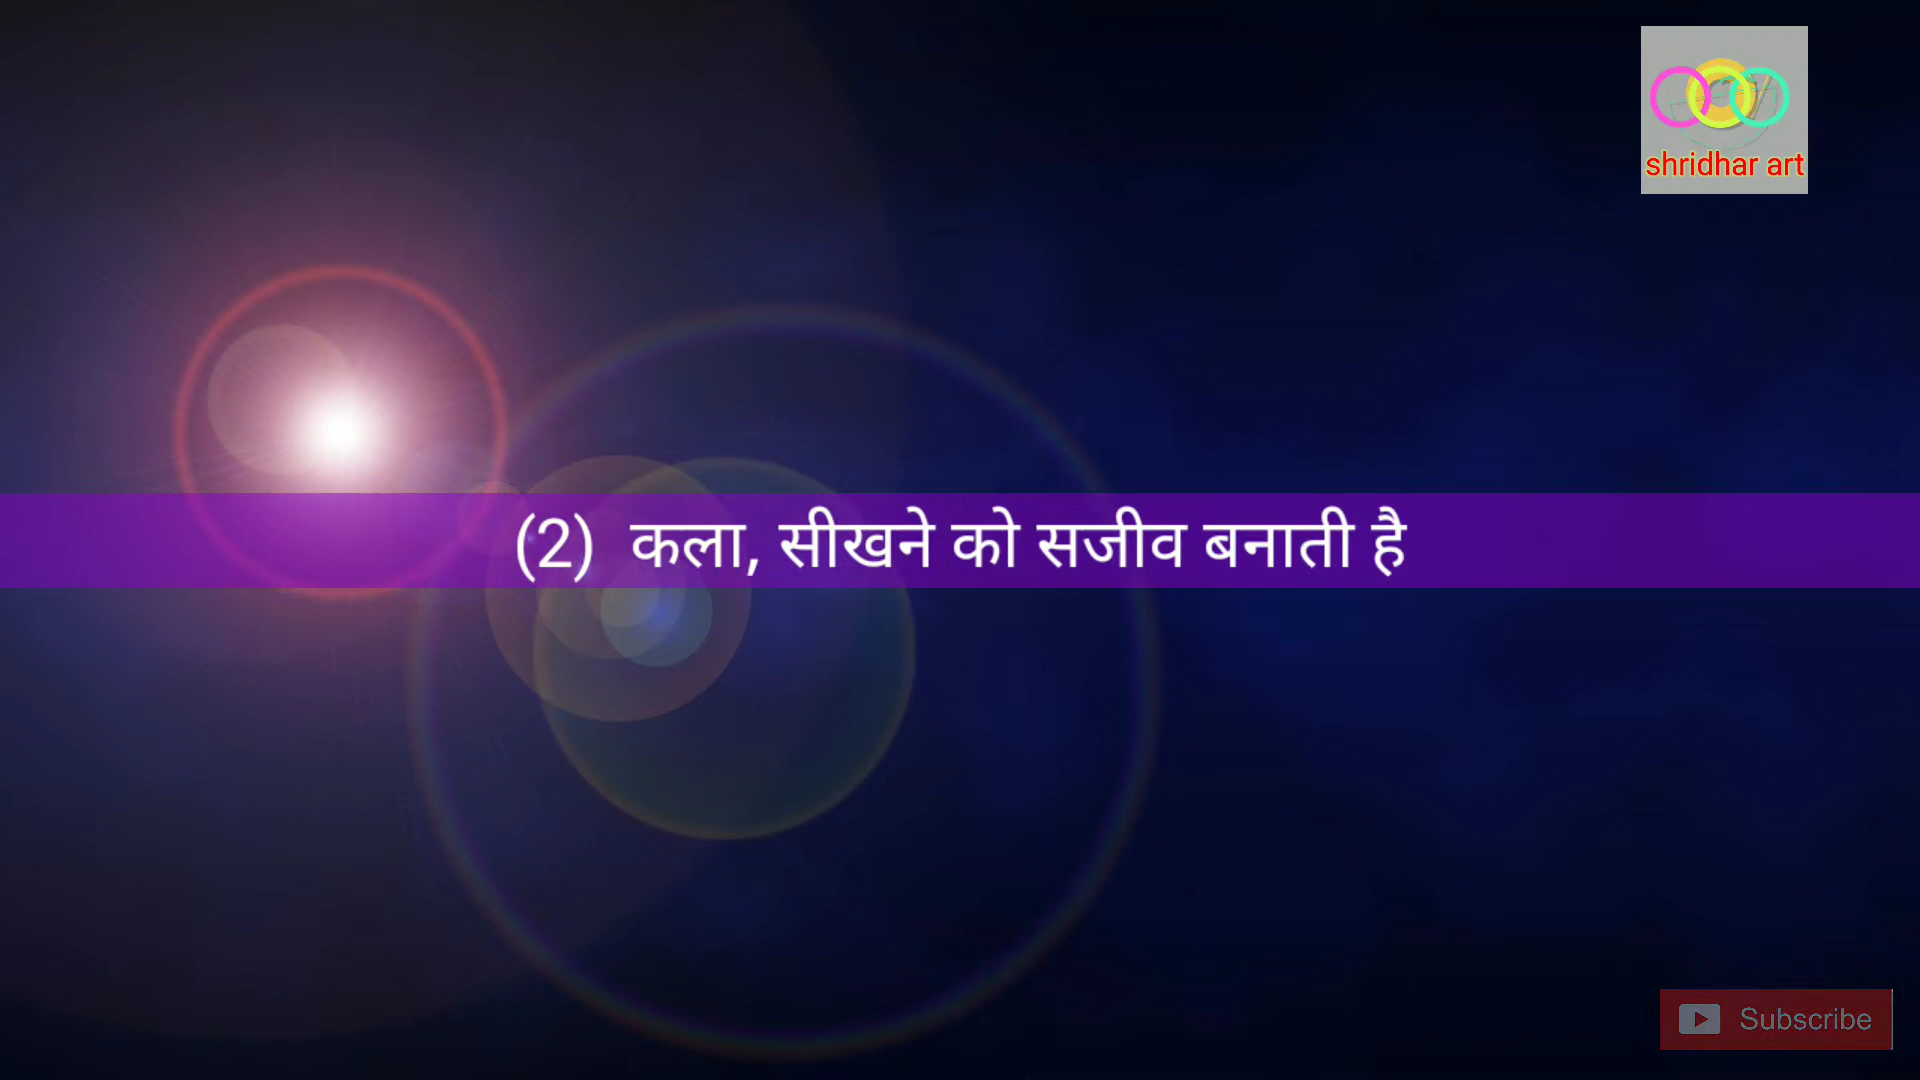 shridhar art
(2) कला, सीखने को सजीव बनाती है
Subscribe